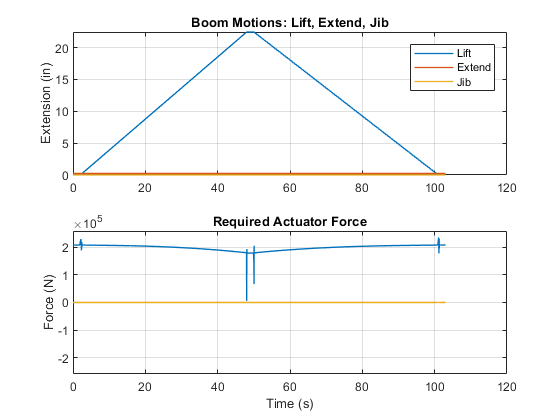 Boom Motions: Lift, Extend, Jib
Extension (in)
20
15
10
5
0
Lift
Extend
Jib
0 20 40 60 80 100 120
Required Actuator Force
×10^5
Force (N)
2
1
0
-1
-2
0 20 40 60 80 100 120
Time (s)